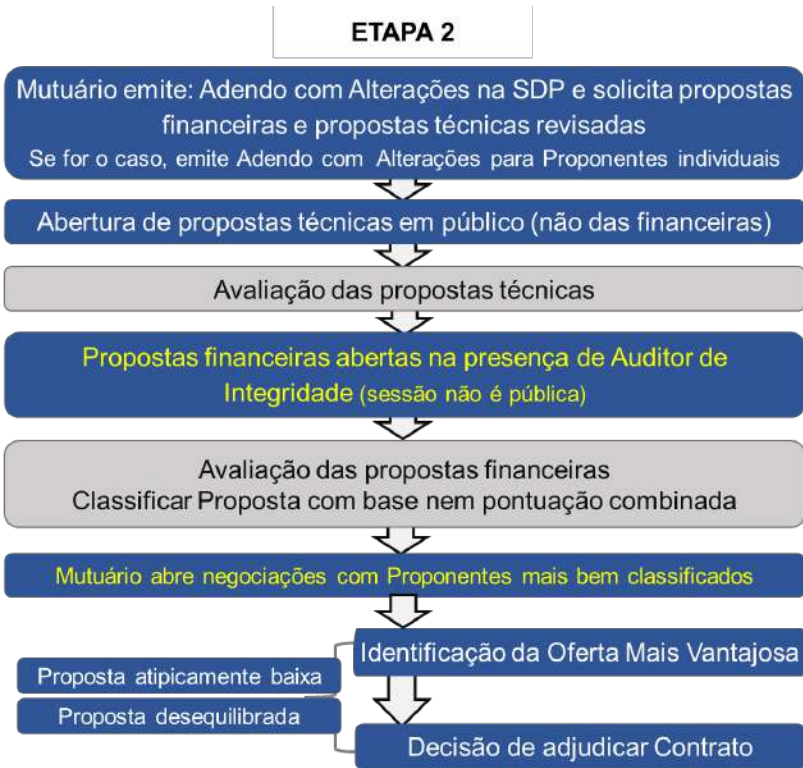 ETAPA 2
Mutuário emite: Adendo com Alterações na SDP e solicita propostas
financeiras e propostas técnicas revisadas
Se for o caso, emite Adendo com Alterações para Proponentes individuais
Abertura de propostas técnicas em público (não das financeiras)
Avaliação das propostas técnicas
Propostas financeiras abertas na presença de Auditor de
Integridade (sessão não é pública)
Avaliação das propostas financeiras
Classificar Proposta com base nem pontuação combinada
Mutuário abre negociações com Proponentes mais bem classificados
Identificação da Oferta Mais Vantajosa
Proposta atipicamente baixa
Proposta desequilibrada
Decisão de adjudicar Contrato